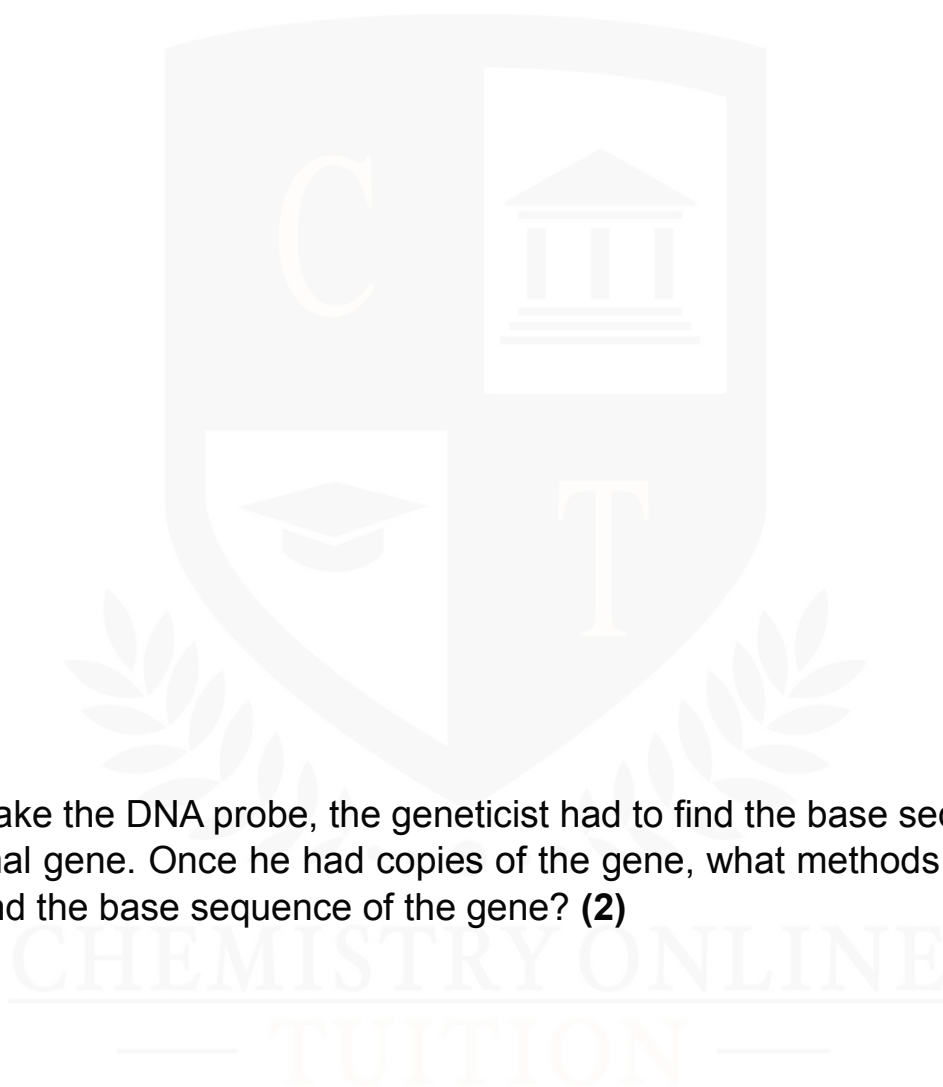 C
T
ake the DNA probe, the geneticist had to find the base sec
al gene. Once he had copies of the gene, what methods
nd the base sequence of the gene? (2)
CHEMISTRY ONLINE
TUITION